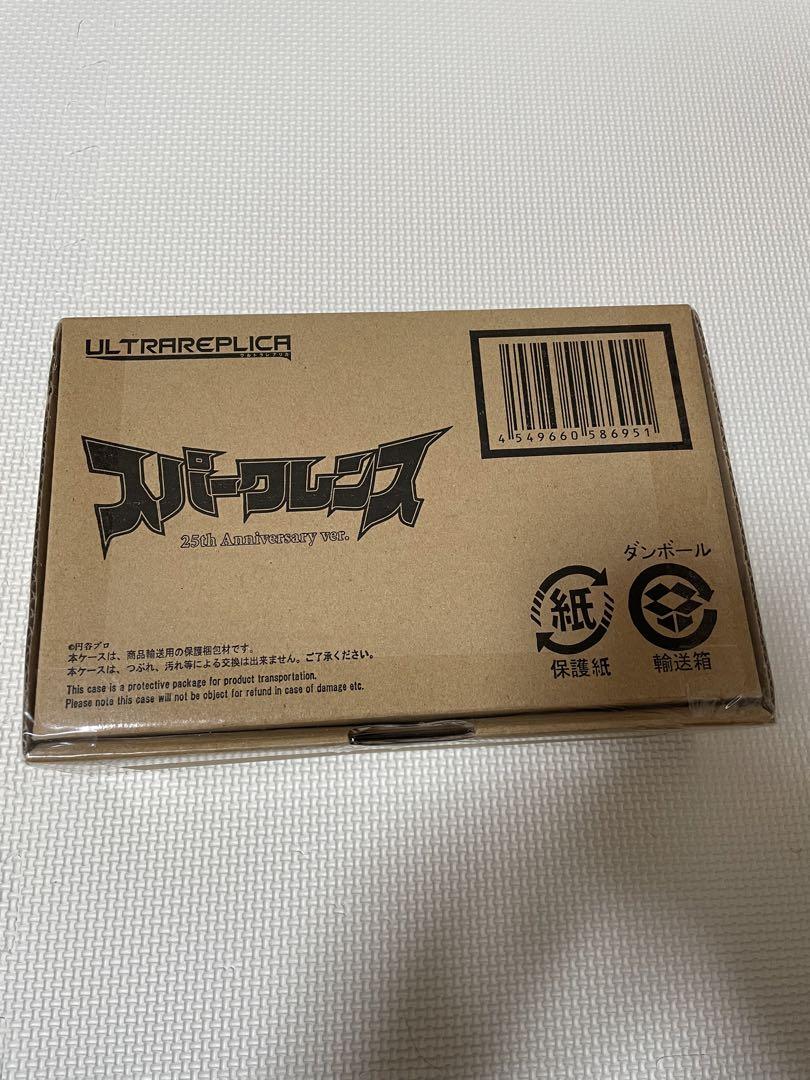 ULTRAREPLICA
ウルトラレプリカ
4 549660 586951
スパークレンス
25th Anniversary ver.
ダンボール
紙
保護紙
輸送箱
©円谷プロ
本ケースは、商品輸送用の保護梱包材です。
本ケースは、つぶれ、汚れ等による交換は出来ません。ご了承ください。
This case is a protective package for product transportation.
Please note this case will not be object for refund in case of damage etc.